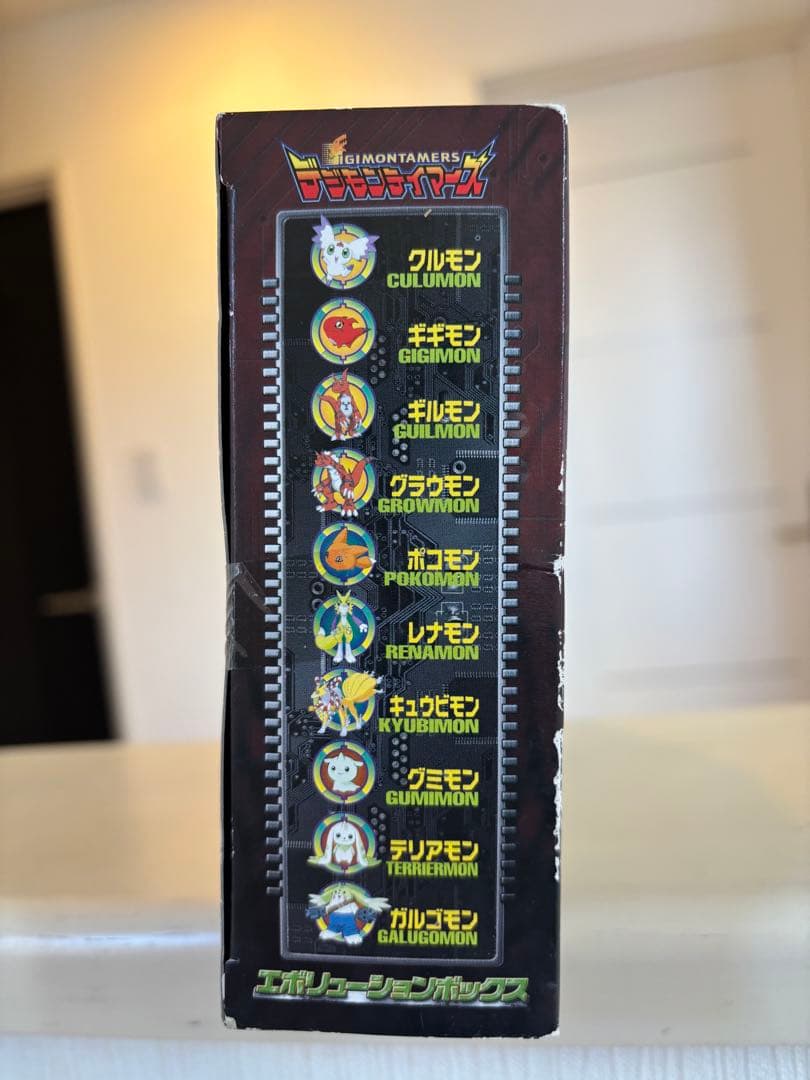 DIGIMONTAMERS
デジモンテイマーズ
クルモン
CULUMON
ギギモン
GIGIMON
ギルモン
GUILMON
グラウモン
GROWMON
ポコモン
POKOMON
レナモン
RENAMON
キュウビモン
KYUBIMON
グミモン
GUMIMON
テリアモン
TERRIERMON
ガルゴモン
GALUGOMON
エボリューションボックス